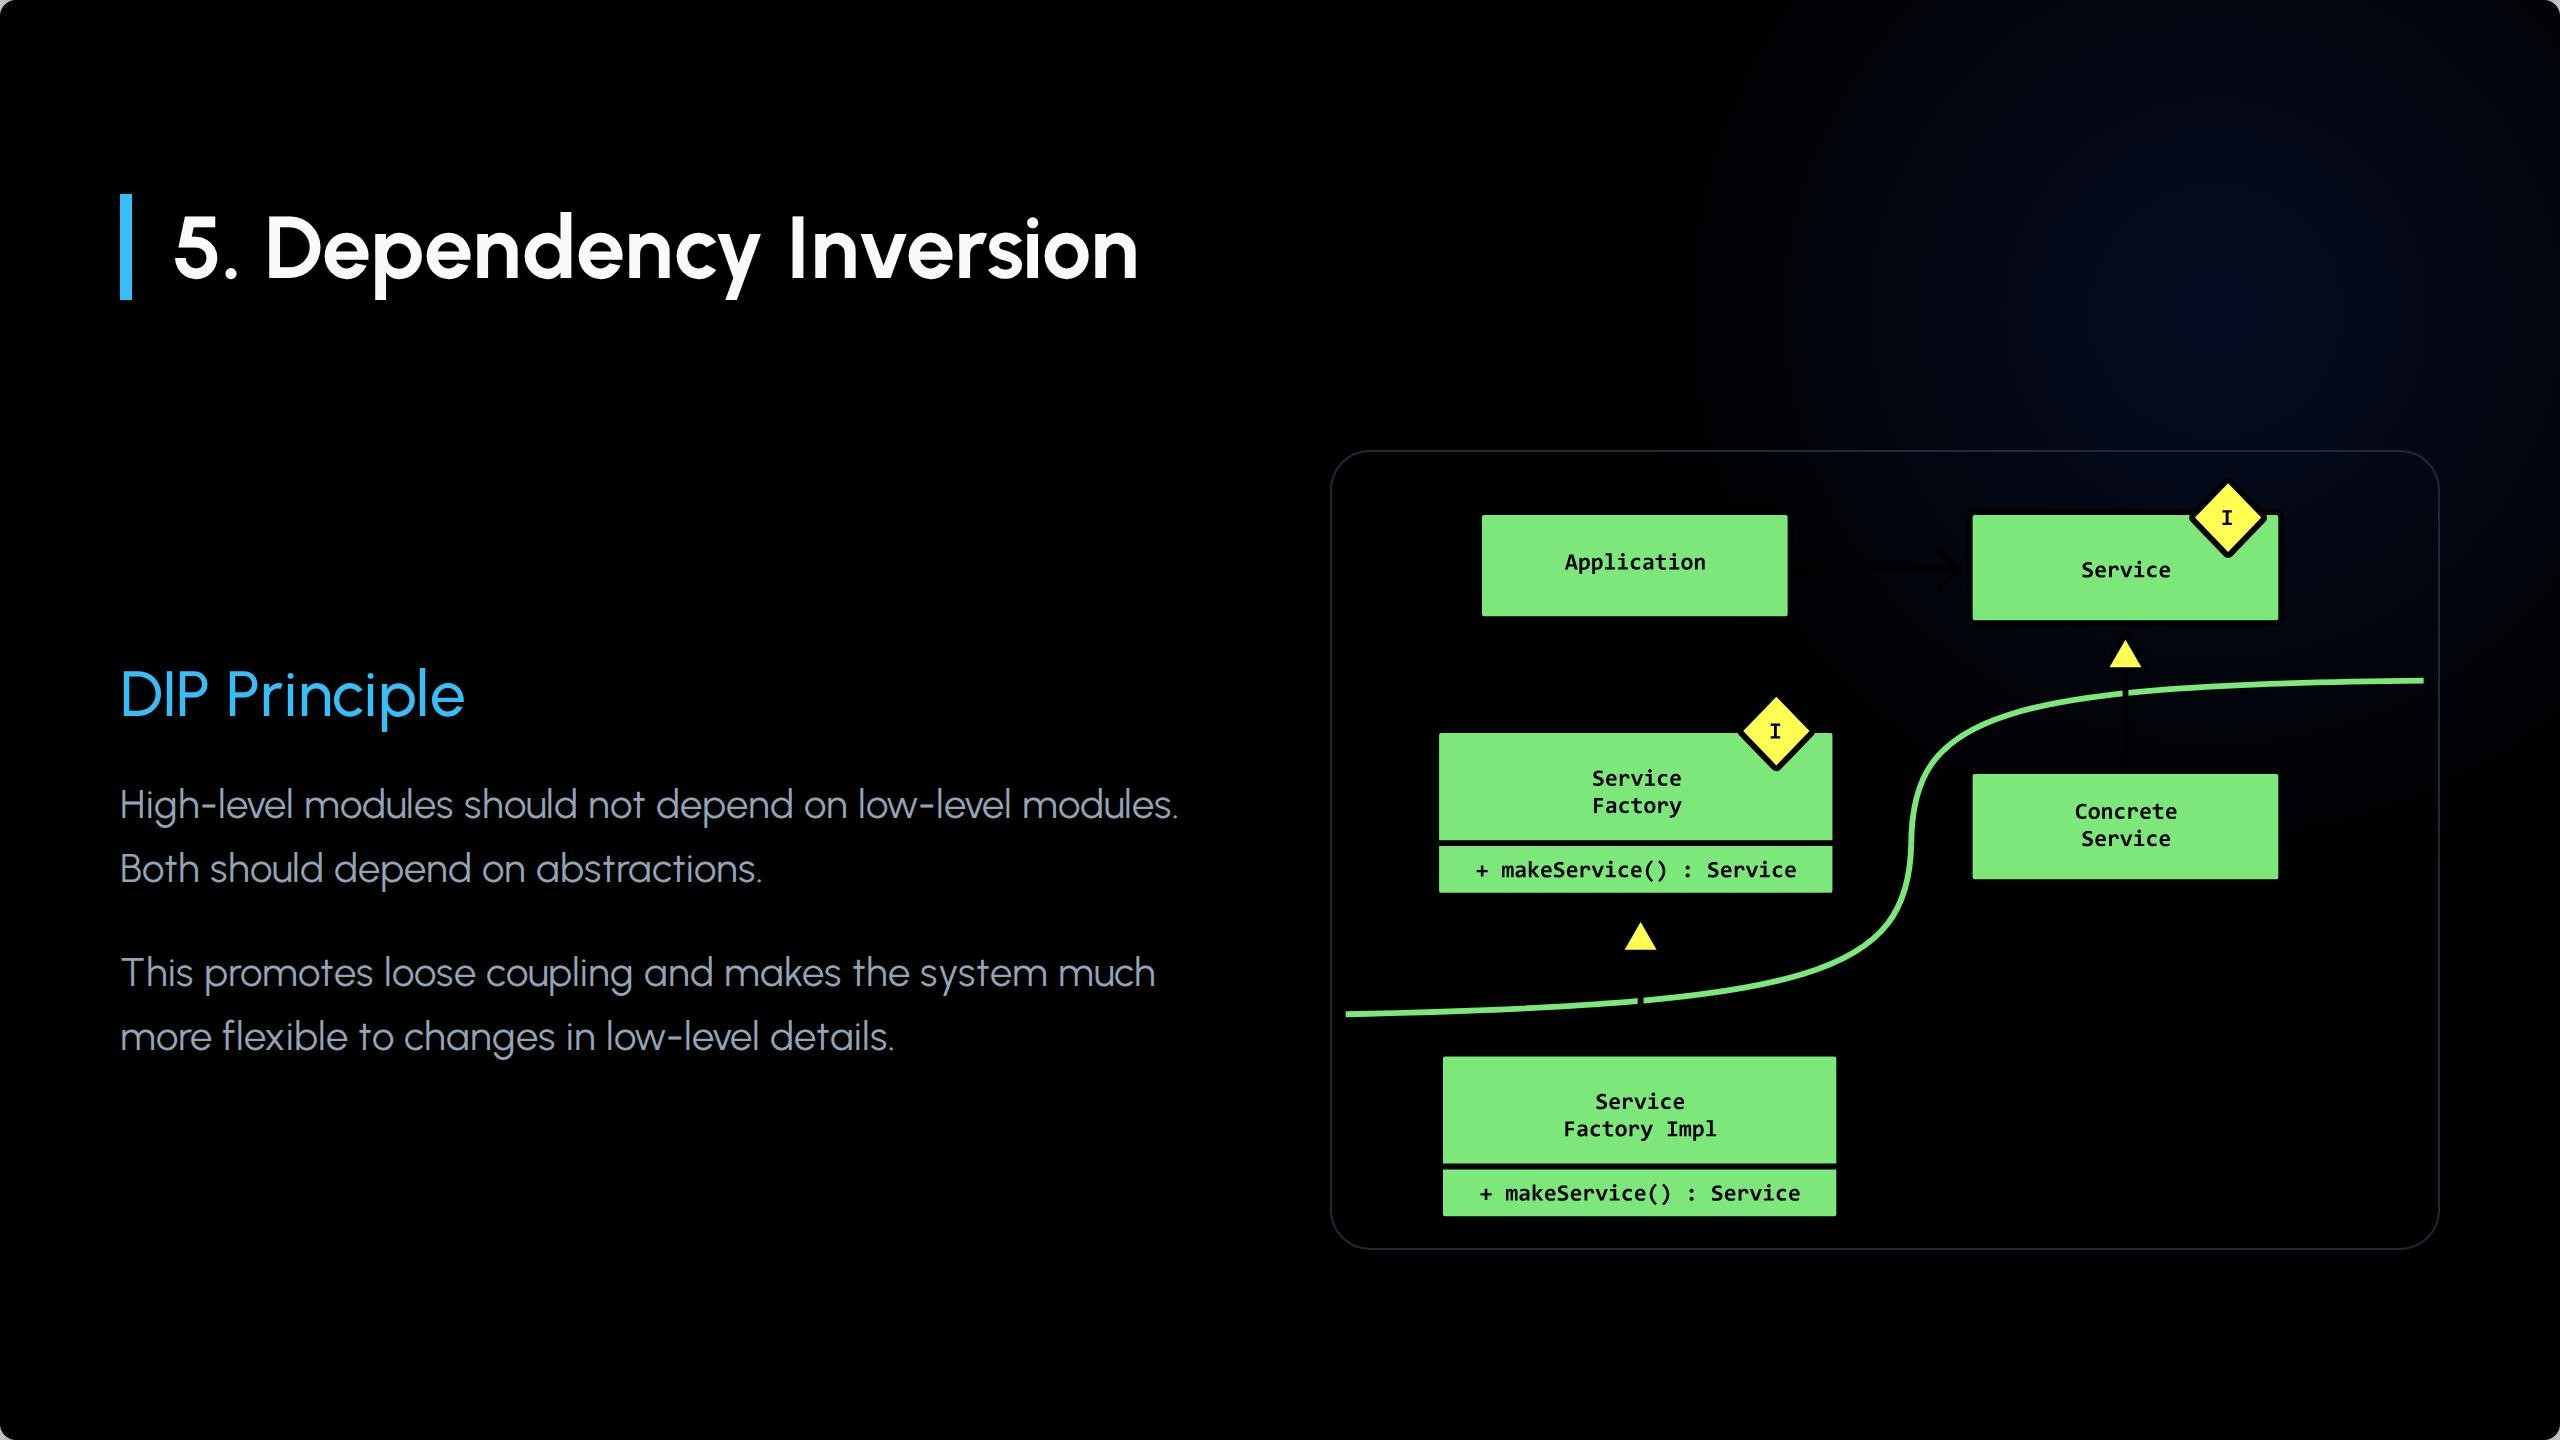 5. Dependency Inversion
DIP Principle
High-level modules should not depend on low-level modules.
Both should depend on abstractions.
This promotes loose coupling and makes the system much
more flexible to changes in low-level details.
Application
I
Service
I
Service
Factory
+ makeService() : Service
Concrete
Service
Service
Factory Impl
+ makeService() : Service